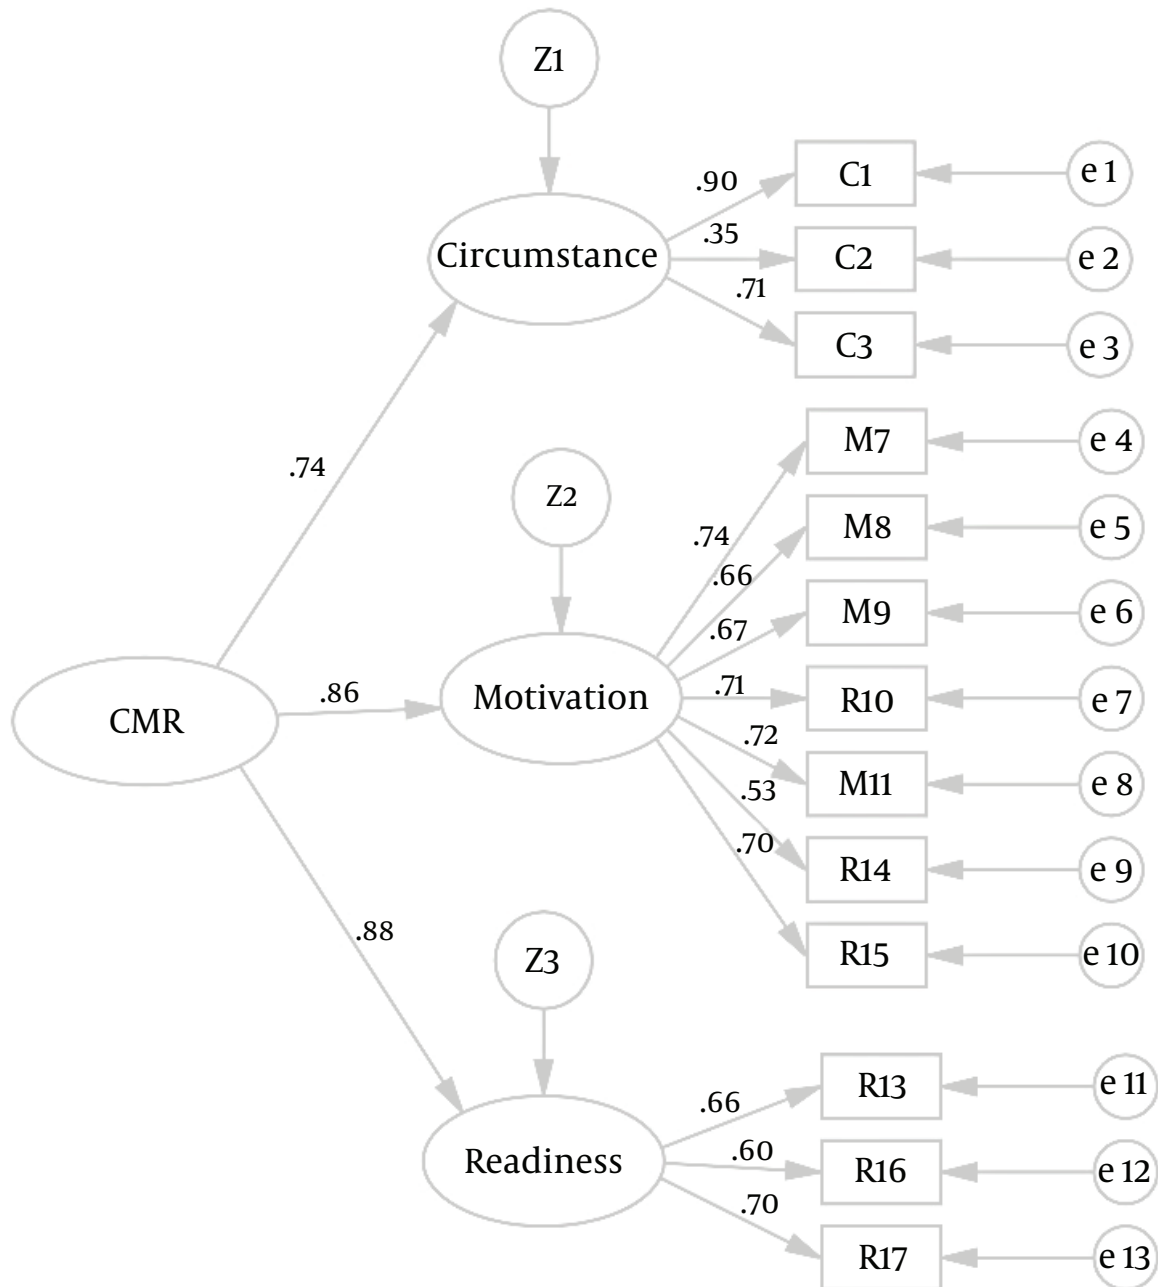 Z1
.90
C1
e 1
Circumstance
.35
C2
e 2
.71
C3
e 3
.74
M7
e 4
Z2
.74
M8
e 5
.66
M9
e 6
.67
CMR
.86
Motivation
.71
R10
e 7
.72
M11
e 8
.53
.70
R14
e 9
.88
Z3
R15
e 10
.66
R13
e 11
Readiness
.60
R16
e 12
.70
R17
e 13